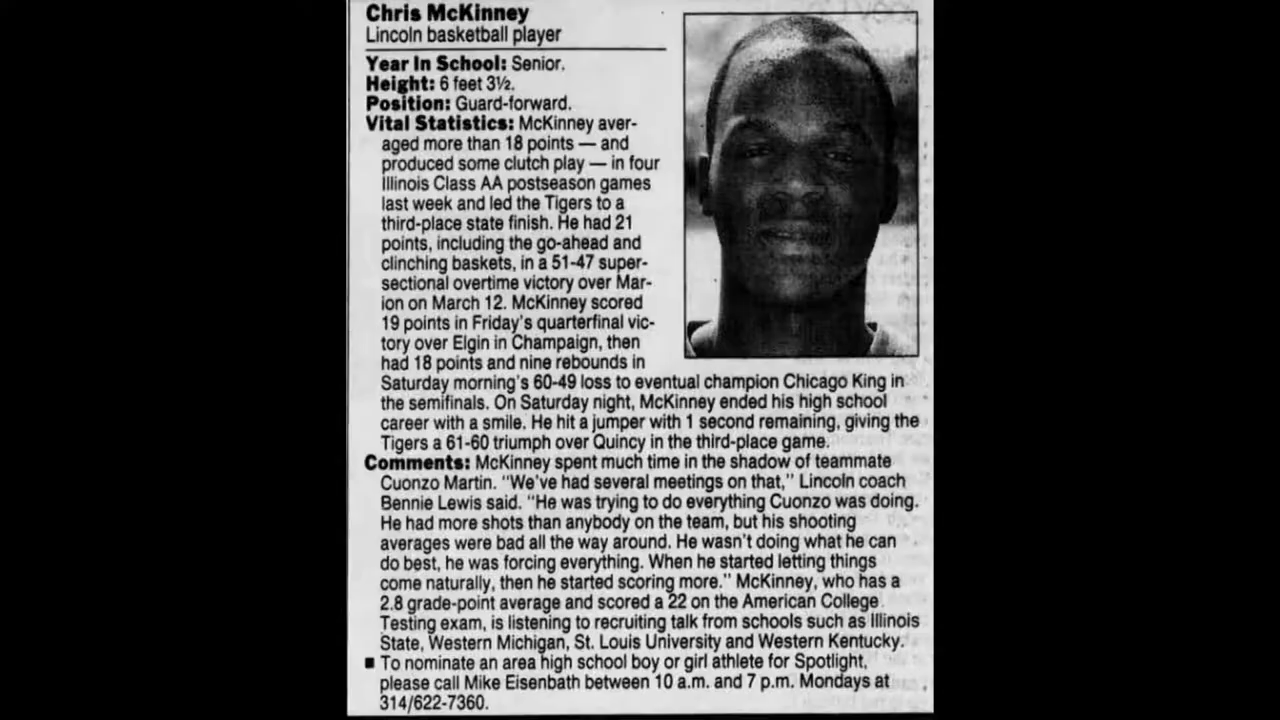 Chris McKinney
Lincoln basketball player
Year In School: Senior.
Height: 6 feet 3½.
Position: Guard-forward.
Vital Statistics: McKinney aver-
aged more than 18 points — and
produced some clutch play — in four
Illinois Class AA postseason games
last week and led the Tigers to a
third-place state finish. He had 21
points, including the go-ahead and
clinching baskets, in a 51-47 super-
sectional overtime victory over Mar-
ion on March 12. McKinney scored
19 points in Friday's quarterfinal vic-
tory over Elgin in Champaign, then
had 18 points and nine rebounds in
Saturday morning's 60-49 loss to eventual champion Chicago King in
the semifinals. On Saturday night, McKinney ended his high school
career with a smile. He hit a jumper with 1 second remaining, giving the
Tigers a 61-60 triumph over Quincy in the third-place game.
Comments: McKinney spent much time in the shadow of teammate
Cuonzo Martin. "We've had several meetings on that," Lincoln coach
Bennie Lewis said. "He was trying to do everything Cuonzo was doing.
He had more shots than anybody on the team, but his shooting
averages were bad all the way around. He wasn't doing what he can
do best, he was forcing everything. When he started letting things
come naturally, then he started scoring more." McKinney, who has a
2.8 grade-point average and scored a 22 on the American College
Testing exam, is listening to recruiting talk from schools such as Illinois
State, Western Michigan, St. Louis University and Western Kentucky.
■ To nominate an area high school boy or girl athlete for Spotlight,
please call Mike Eisenbath between 10 a.m. and 7 p.m. Mondays at
314/622-7360.